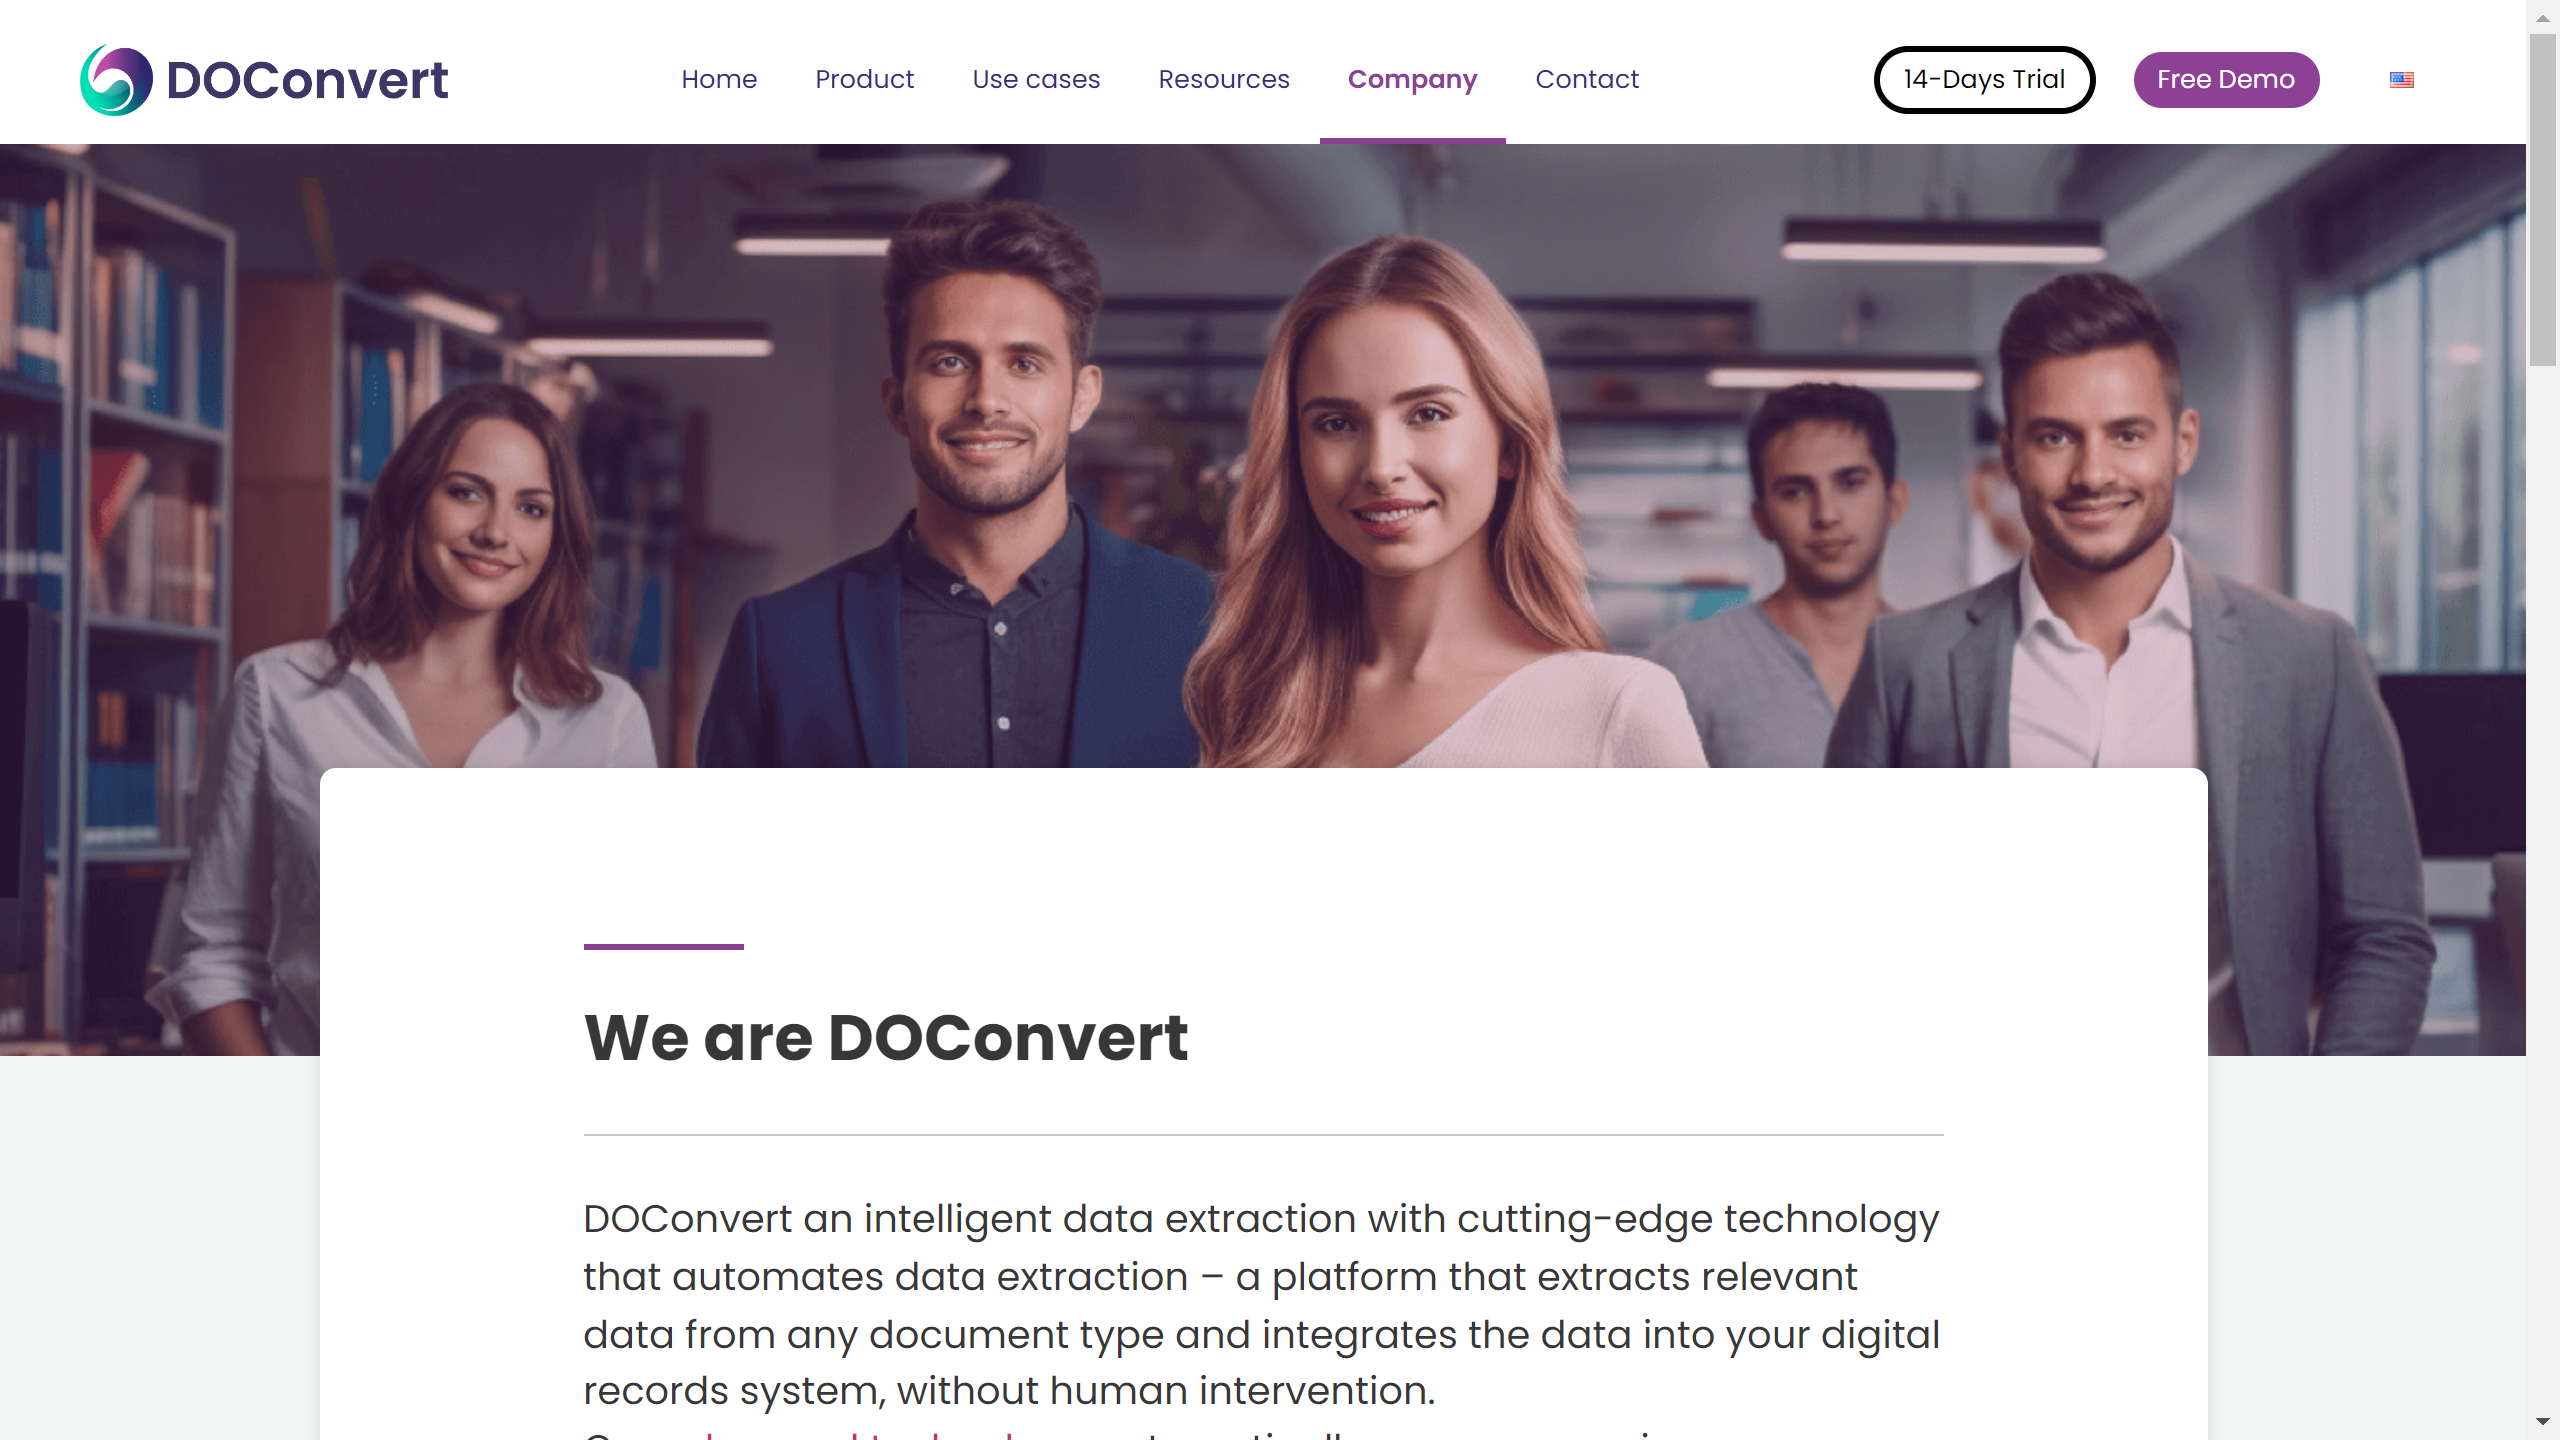 DOConvert
Home
Product
Use cases
Resources
Company
Contact
14-Days Trial
Free Demo
We are DOConvert
DOConvert an intelligent data extraction with cutting-edge technology
that automates data extraction – a platform that extracts relevant
data from any document type and integrates the data into your digital
records system, without human intervention.